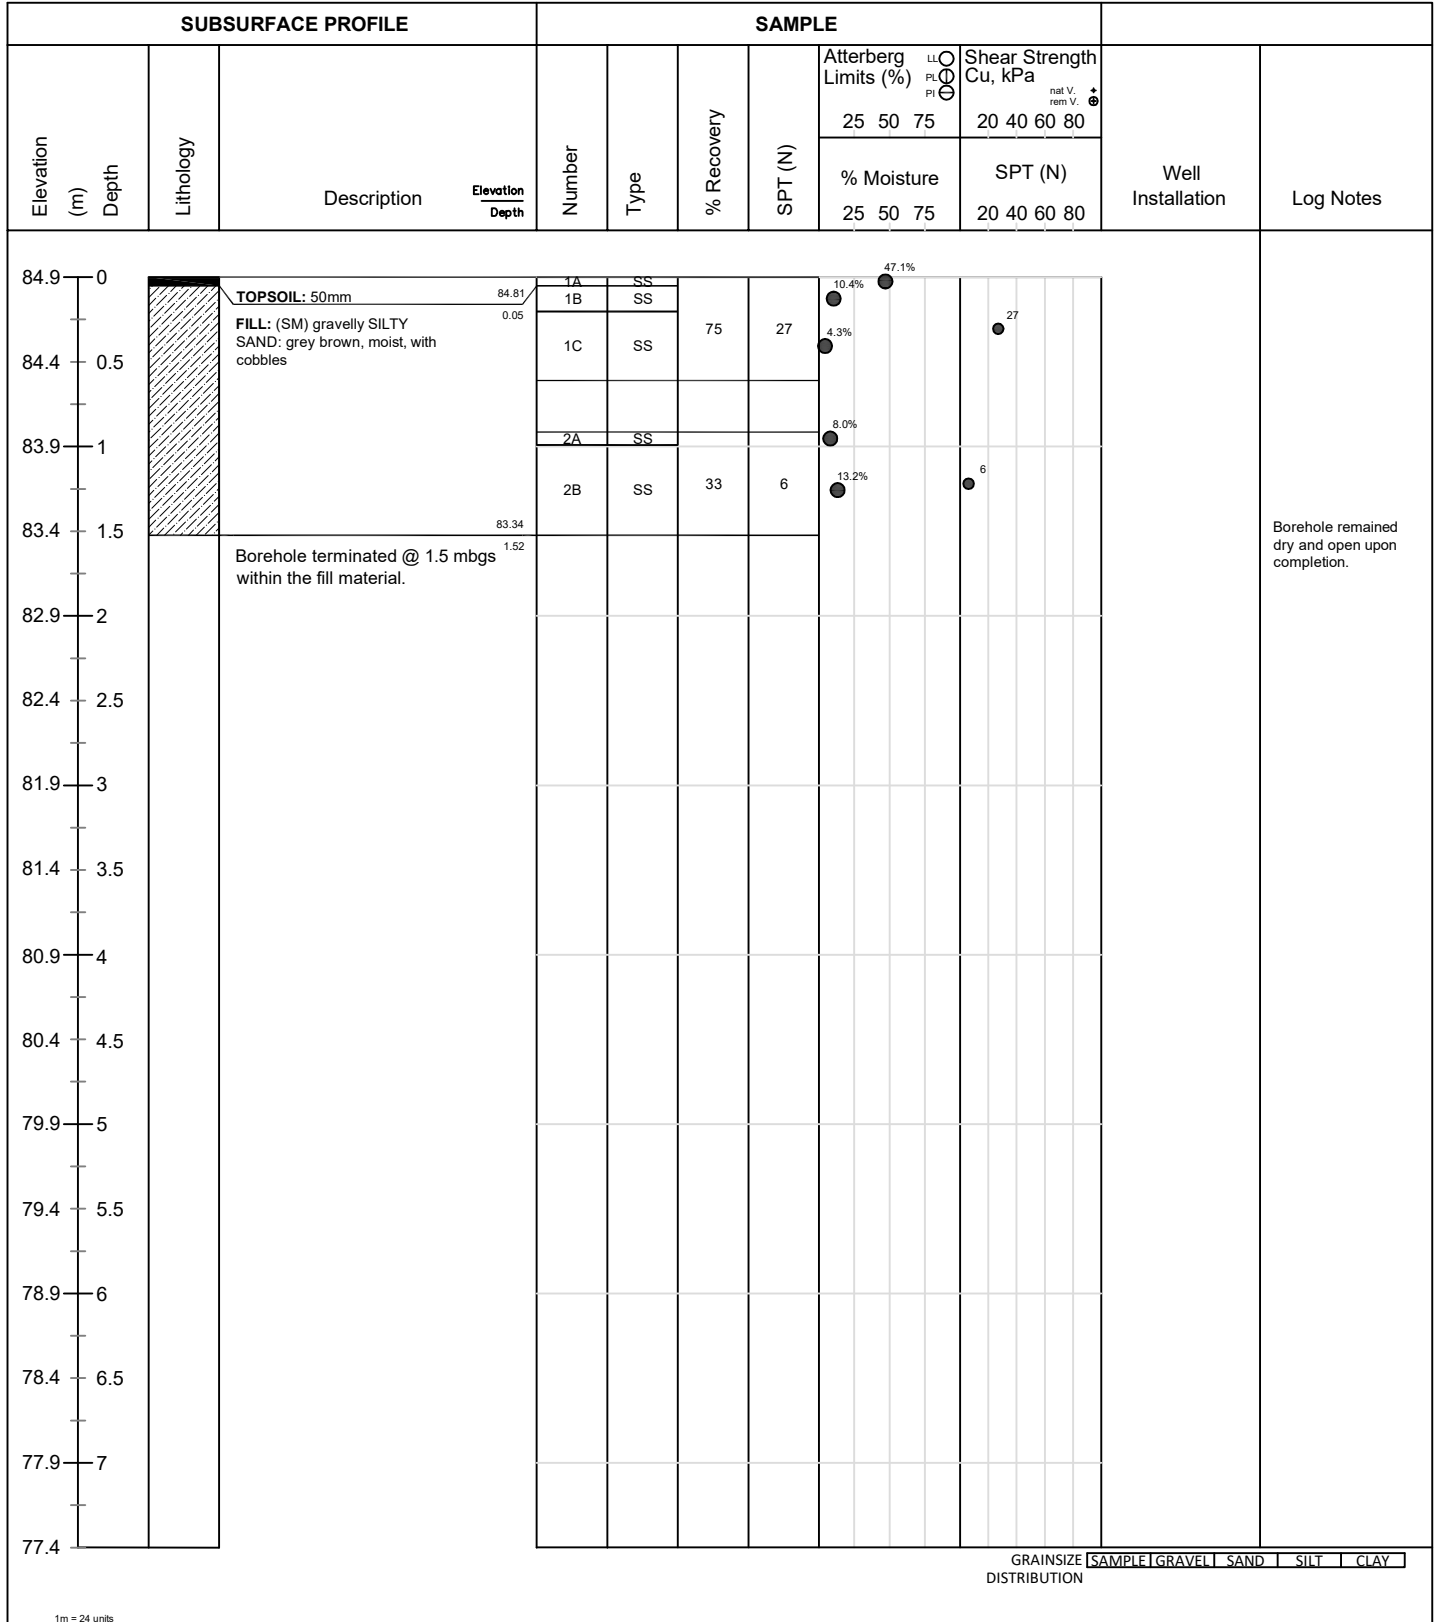 SUBSURFACE PROFILE
SAMPLE
Elevation
(m)
Depth
Lithology
Description
Elevation
Depth
Number
Type
% Recovery
SPT (N)
Atterberg
Limits (%)
LL
PL
PI
25 50 75
% Moisture
25 50 75
Shear Strength
Cu, kPa
nat V.
rem V.
20 40 60 80
SPT (N)
20 40 60 80
Well
Installation
Log Notes
84.9 0
TOPSOIL: 50mm
84.81
0.05
1A SS
47.1%
1B SS
10.4%
FILL: (SM) gravelly SILTY
SAND: grey brown, moist, with
cobbles
75 27
27
1C SS
4.3%
84.4 0.5
2A SS
8.0%
83.9 1
2B SS
33 6
13.2%
6
83.4 1.5
83.34
1.52
Borehole terminated @ 1.5 mbgs
within the fill material.
Borehole remained
dry and open upon
completion.
82.9 2
82.4 2.5
81.9 3
81.4 3.5
80.9 4
80.4 4.5
79.9 5
79.4 5.5
78.9 6
78.4 6.5
77.9 7
77.4
GRAINSIZE
DISTRIBUTION
SAMPLE GRAVEL SAND SILT CLAY
1m = 24 units